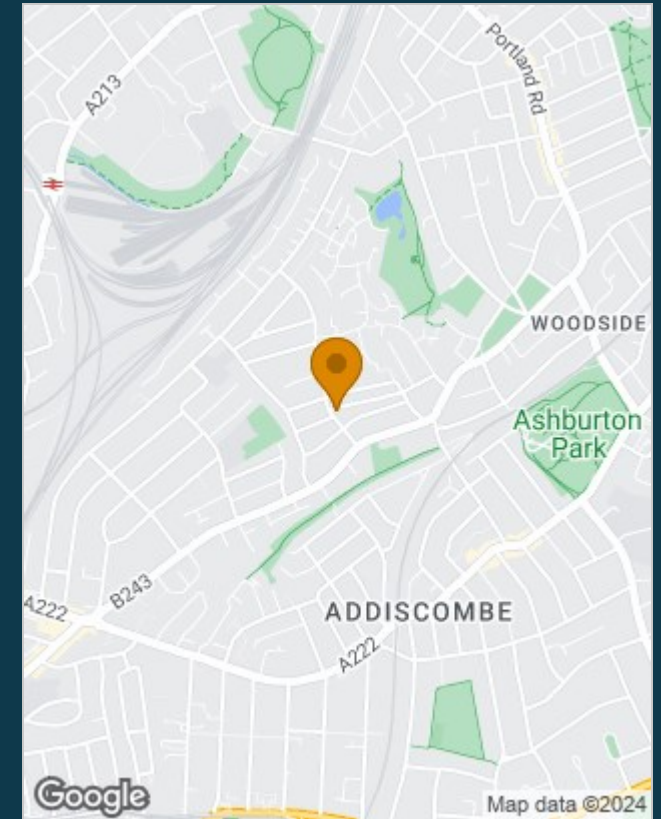 Portland Rd
A213
WOODSIDE
Ashburton
Park
B243
A222
ADDISCOMBE
A222
Google
Map data ©2024